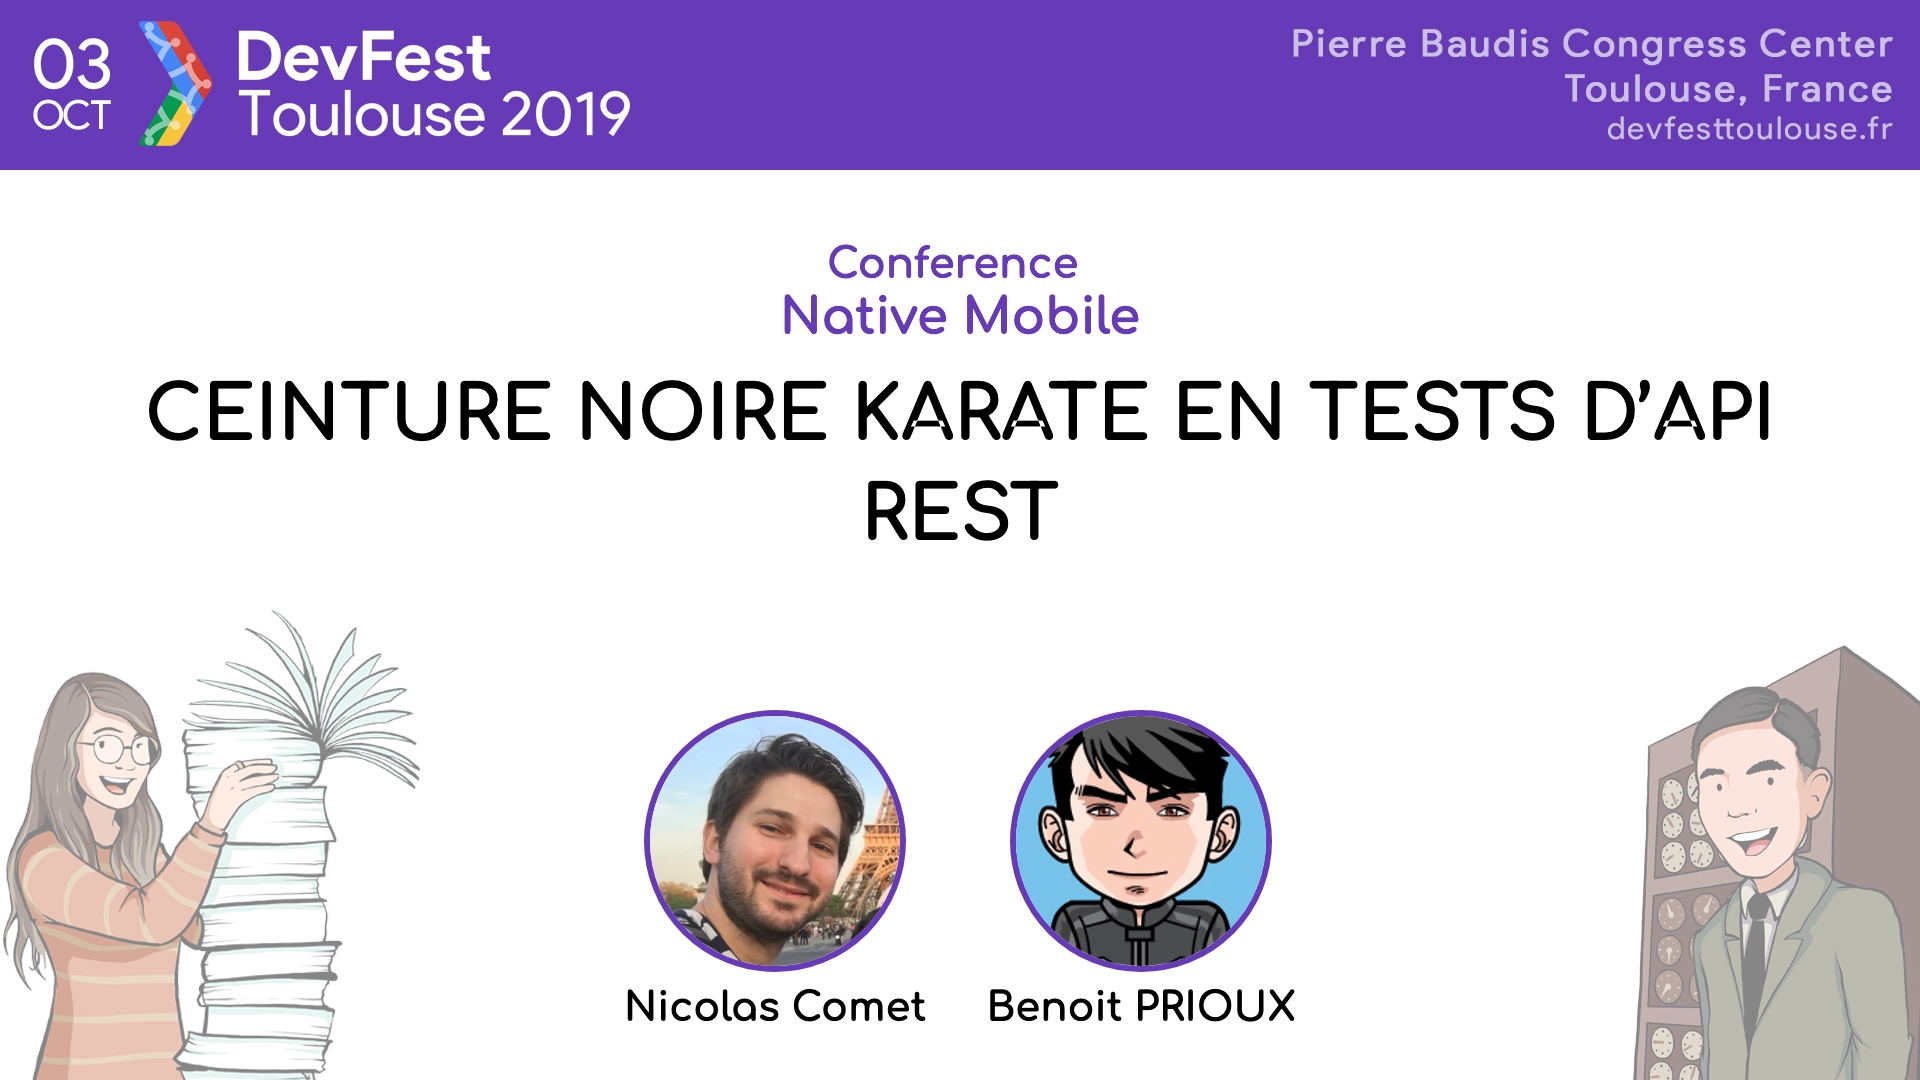 03
OCT
DevFest
Toulouse 2019
Pierre Baudis Congress Center
Toulouse, France
devfesttoulouse.fr
Conference
Native Mobile
CEINTURE NOIRE KARATE EN TESTS D’API
REST
Nicolas Comet
Benoit PRIOUX